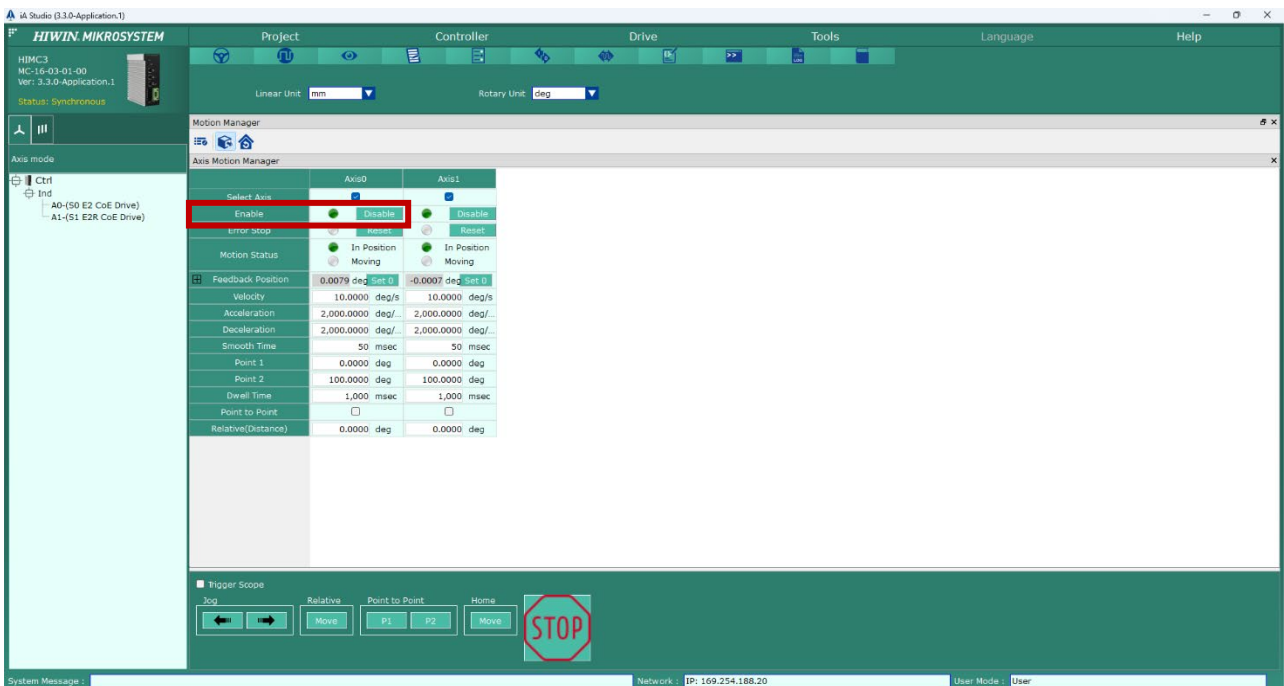 iA Studio (3.3.0-Application.1)
HIWIN. MIKROSYSTEM
Project Controller Drive Tools Language Help
HIMC3
MC-16-03-01-00
Ver: 3.3.0-Application.1
Status: Synchronous
Linear Unit mm Rotary Unit deg
Motion Manager
Axis mode
Axis Motion Manager
Ctrl
Ind
A0-(S0 E2 CoE Drive)
A1-(S1 E2R CoE Drive)
Axis0 Axis1
Select Axis
Enable Disable Disable
Error Stop Reset Reset
Motion Status In Position In Position
Moving Moving
Feedback Position 0.0079 deg Set 0 -0.0007 deg Set 0
Velocity 10.0000 deg/s 10.0000 deg/s
Acceleration 2,000.0000 deg/... 2,000.0000 deg/...
Deceleration 2,000.0000 deg/... 2,000.0000 deg/...
Smooth Time 50 msec 50 msec
Point 1 0.0000 deg 0.0000 deg
Point 2 100.0000 deg 100.0000 deg
Dwell Time 1,000 msec 1,000 msec
Point to Point
Relative(Distance) 0.0000 deg 0.0000 deg
Trigger Scope
Jog Relative Point to Point Home
Move P1 P2 Move
STOP
System Message : Network : IP: 169.254.188.20 User Mode : User